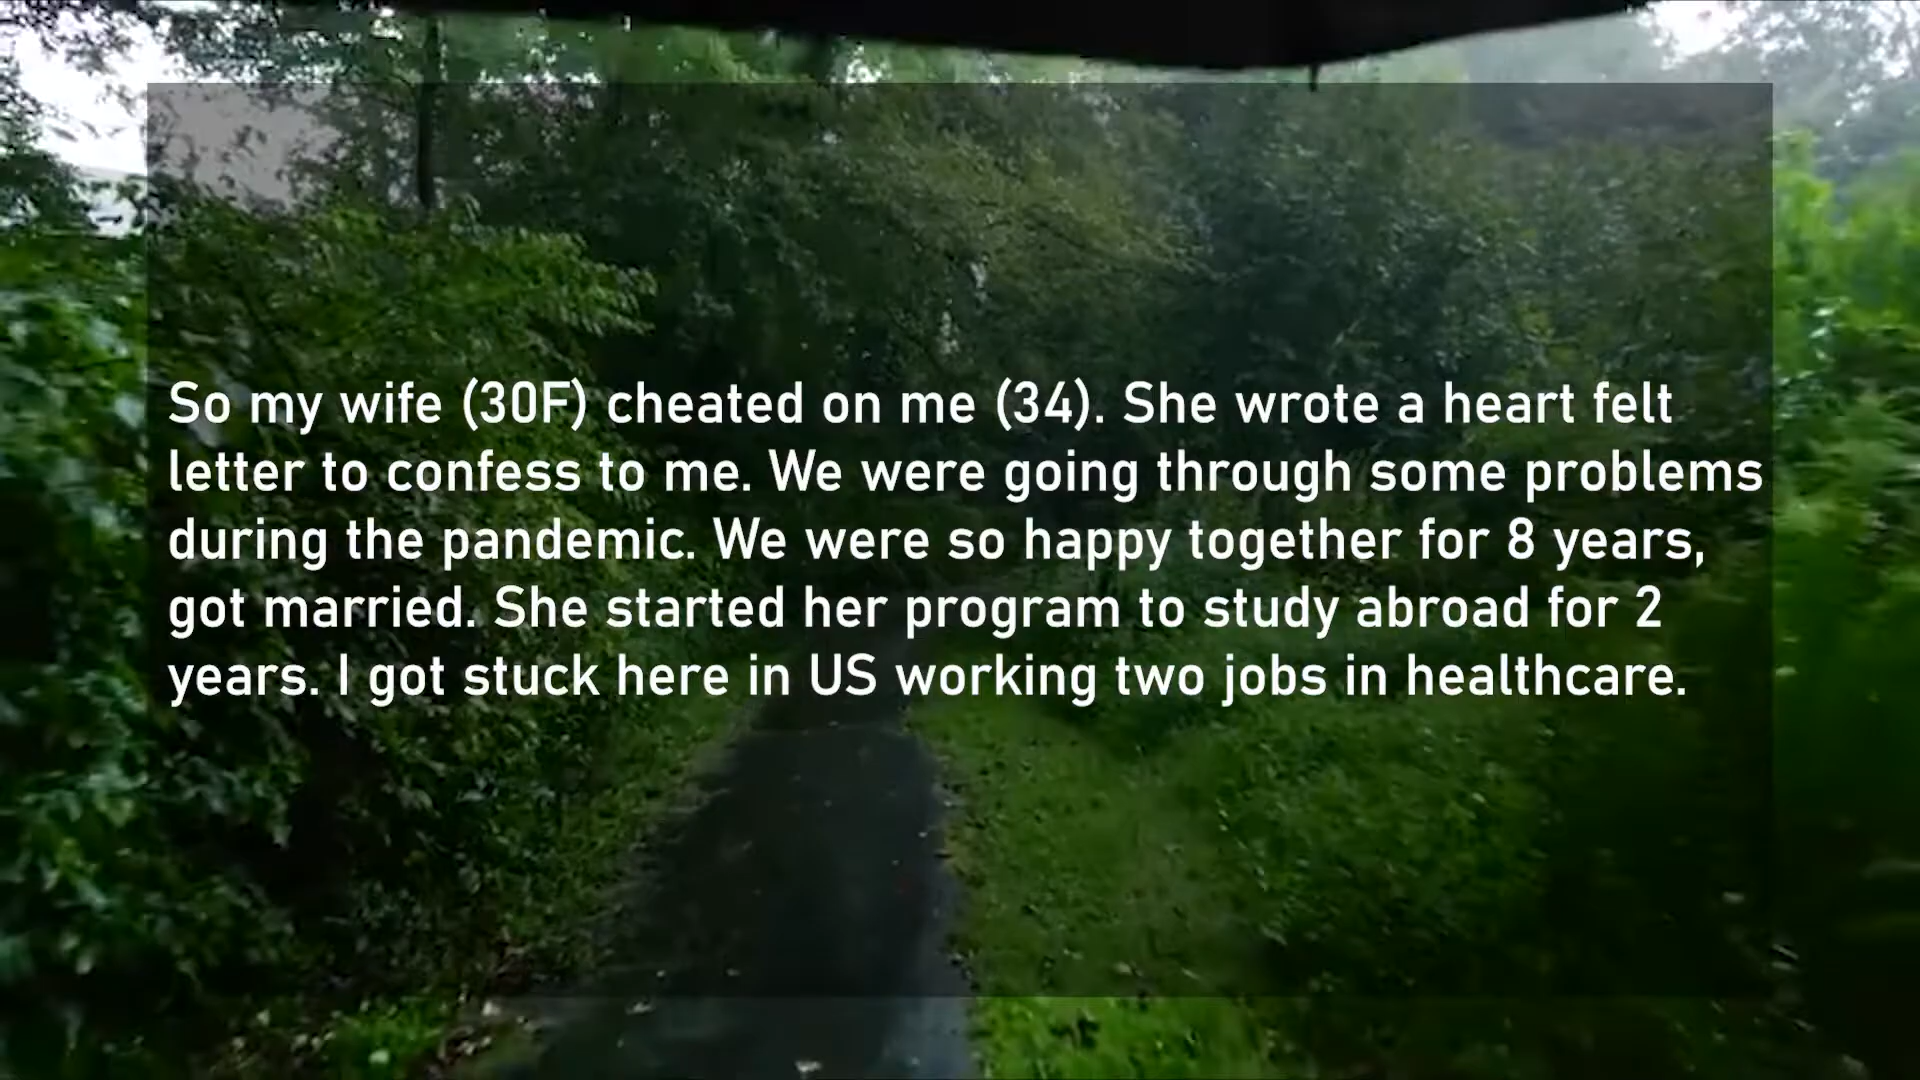 So my wife (30F) cheated on me (34). She wrote a heart felt
letter to confess to me. We were going through some problems
during the pandemic. We were so happy together for 8 years,
got married. She started her program to study abroad for 2
years. I got stuck here in US working two jobs in healthcare.